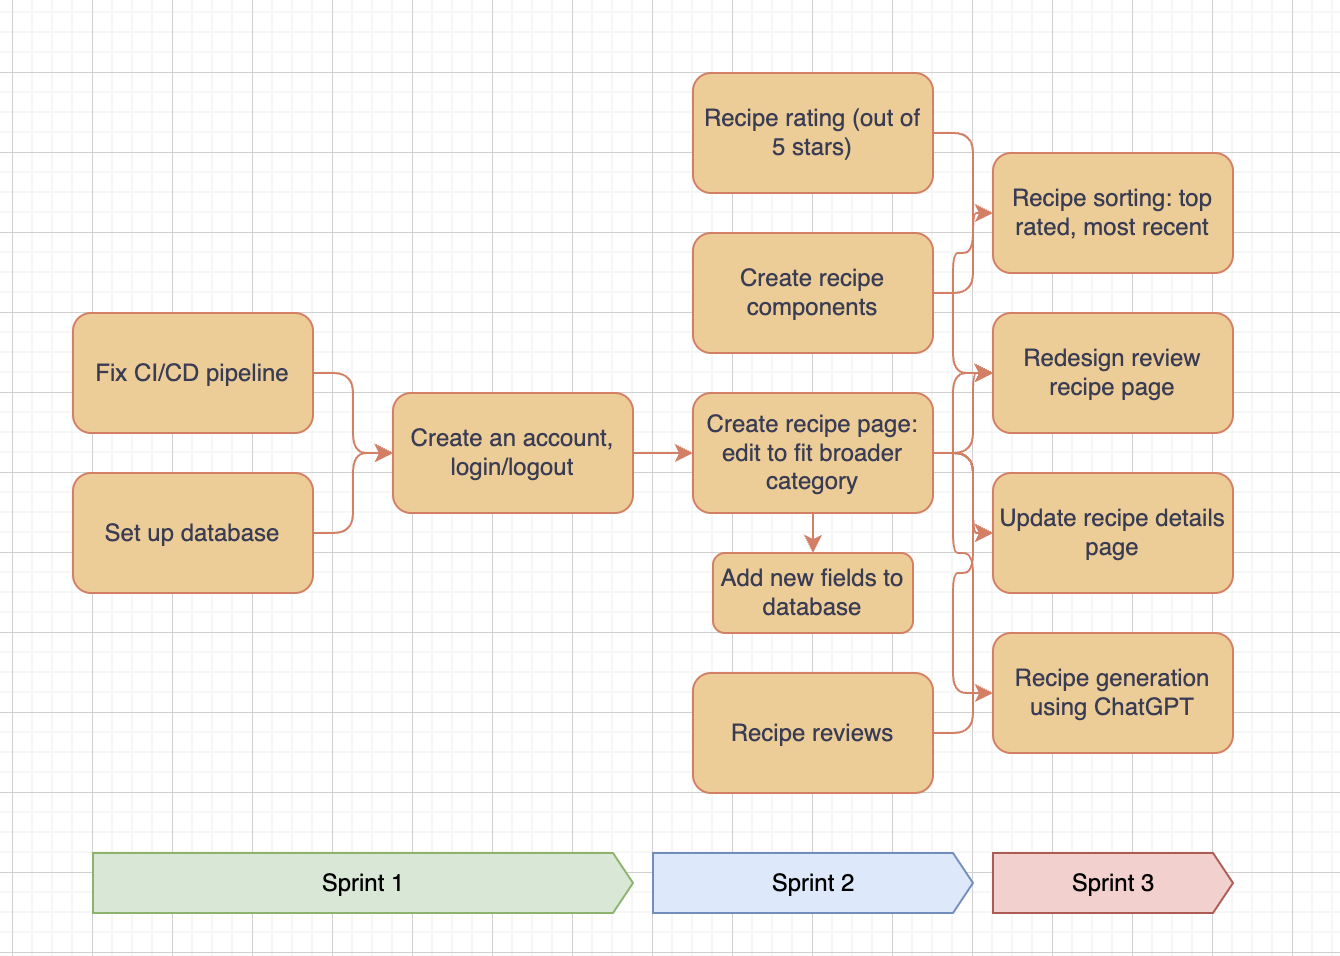 Recipe rating (out of
5 stars)
Recipe sorting: top
rated, most recent
Create recipe
components
Fix CI/CD pipeline
Redesign review
recipe page
Create an account,
login/logout
Create recipe page:
edit to fit broader
category
Set up database
Update recipe details
page
Add new fields to
database
Recipe generation
using ChatGPT
Recipe reviews
Sprint 1
Sprint 2
Sprint 3